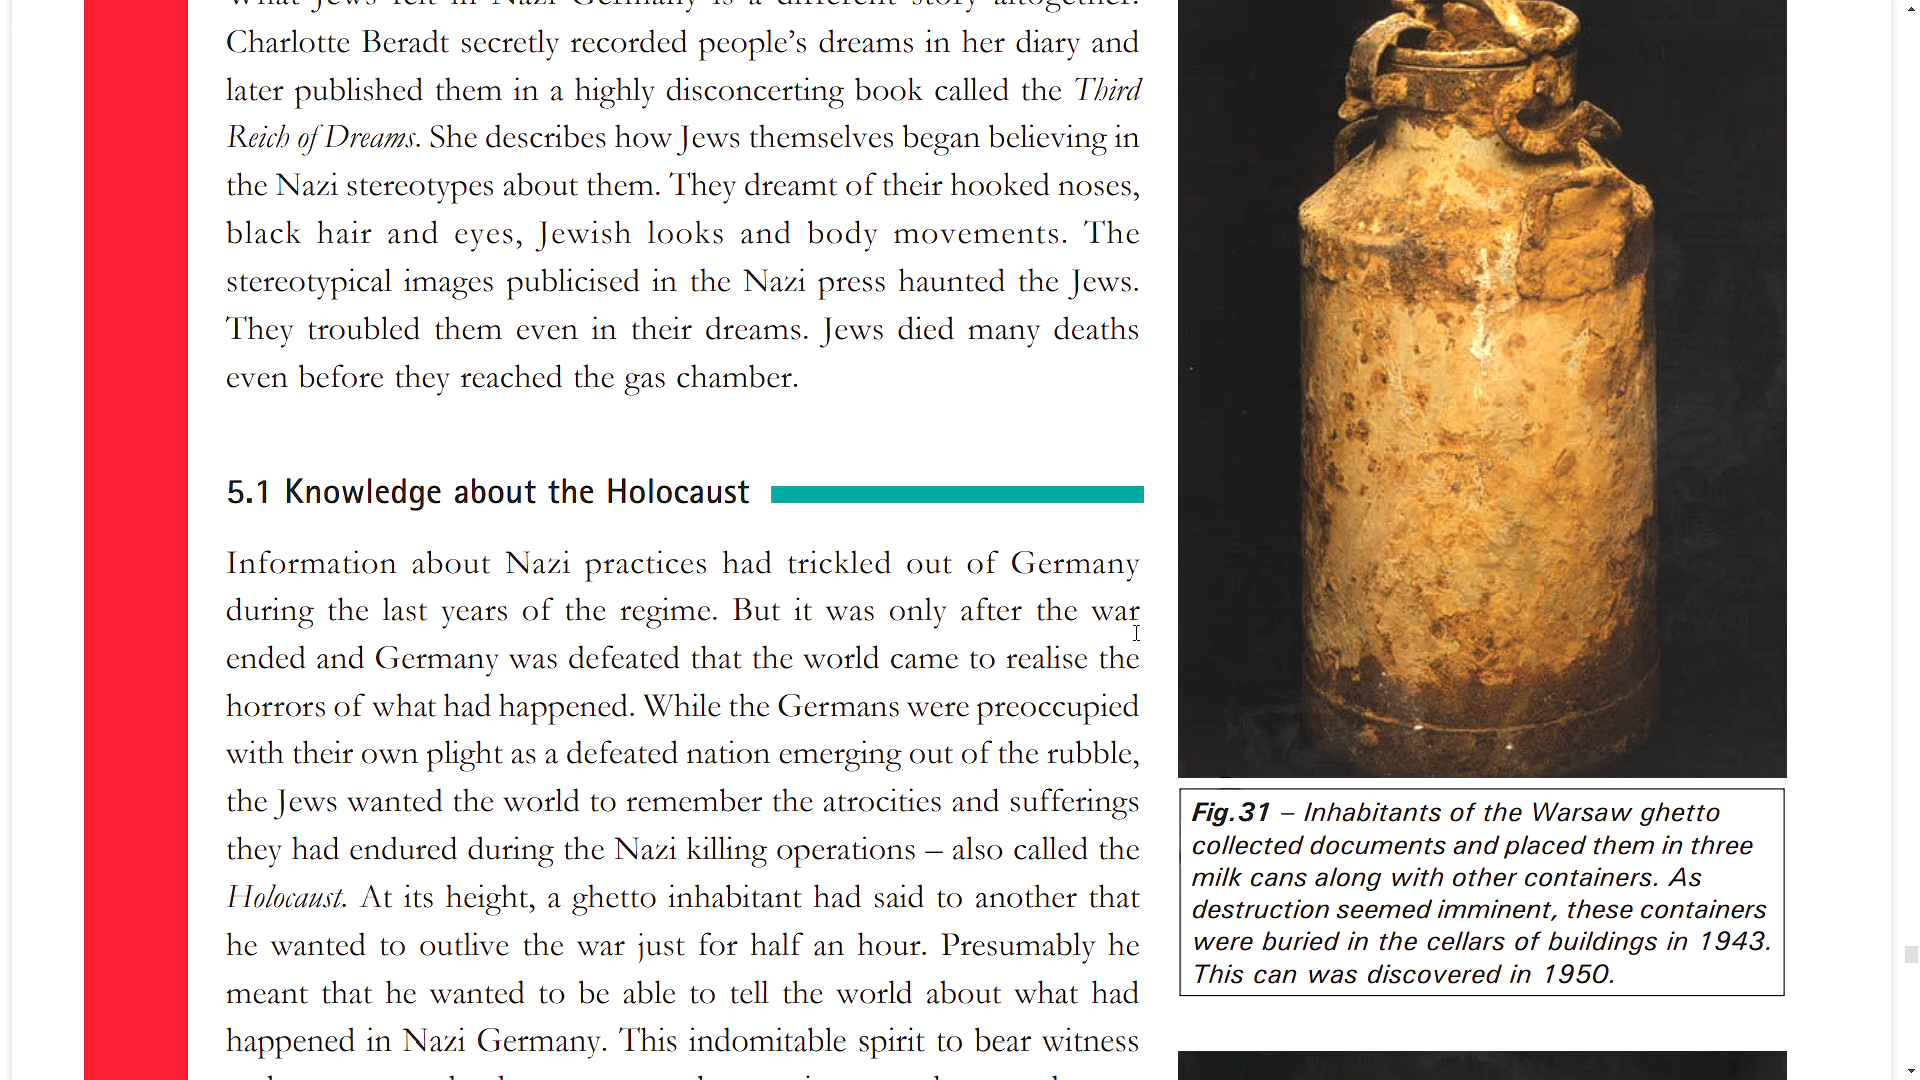 What Jews felt in Nazi Germany is a different story altogether.
Charlotte Beradt secretly recorded people’s dreams in her diary and
later published them in a highly disconcerting book called the Third
Reich of Dreams. She describes how Jews themselves began believing in
the Nazi stereotypes about them. They dreamt of their hooked noses,
black hair and eyes, Jewish looks and body movements. The
stereotypical images publicised in the Nazi press haunted the Jews.
They troubled them even in their dreams. Jews died many deaths
even before they reached the gas chamber.
5.1 Knowledge about the Holocaust
Information about Nazi practices had trickled out of Germany
during the last years of the regime. But it was only after the war
ended and Germany was defeated that the world came to realise the
horrors of what had happened. While the Germans were preoccupied
with their own plight as a defeated nation emerging out of the rubble,
the Jews wanted the world to remember the atrocities and sufferings
they had endured during the Nazi killing operations – also called the
Holocaust. At its height, a ghetto inhabitant had said to another that
he wanted to outlive the war just for half an hour. Presumably he
meant that he wanted to be able to tell the world about what had
happened in Nazi Germany. This indomitable spirit to bear witness
Fig.31 – Inhabitants of the Warsaw ghetto
collected documents and placed them in three
milk cans along with other containers. As
destruction seemed imminent, these containers
were buried in the cellars of buildings in 1943.
This can was discovered in 1950.